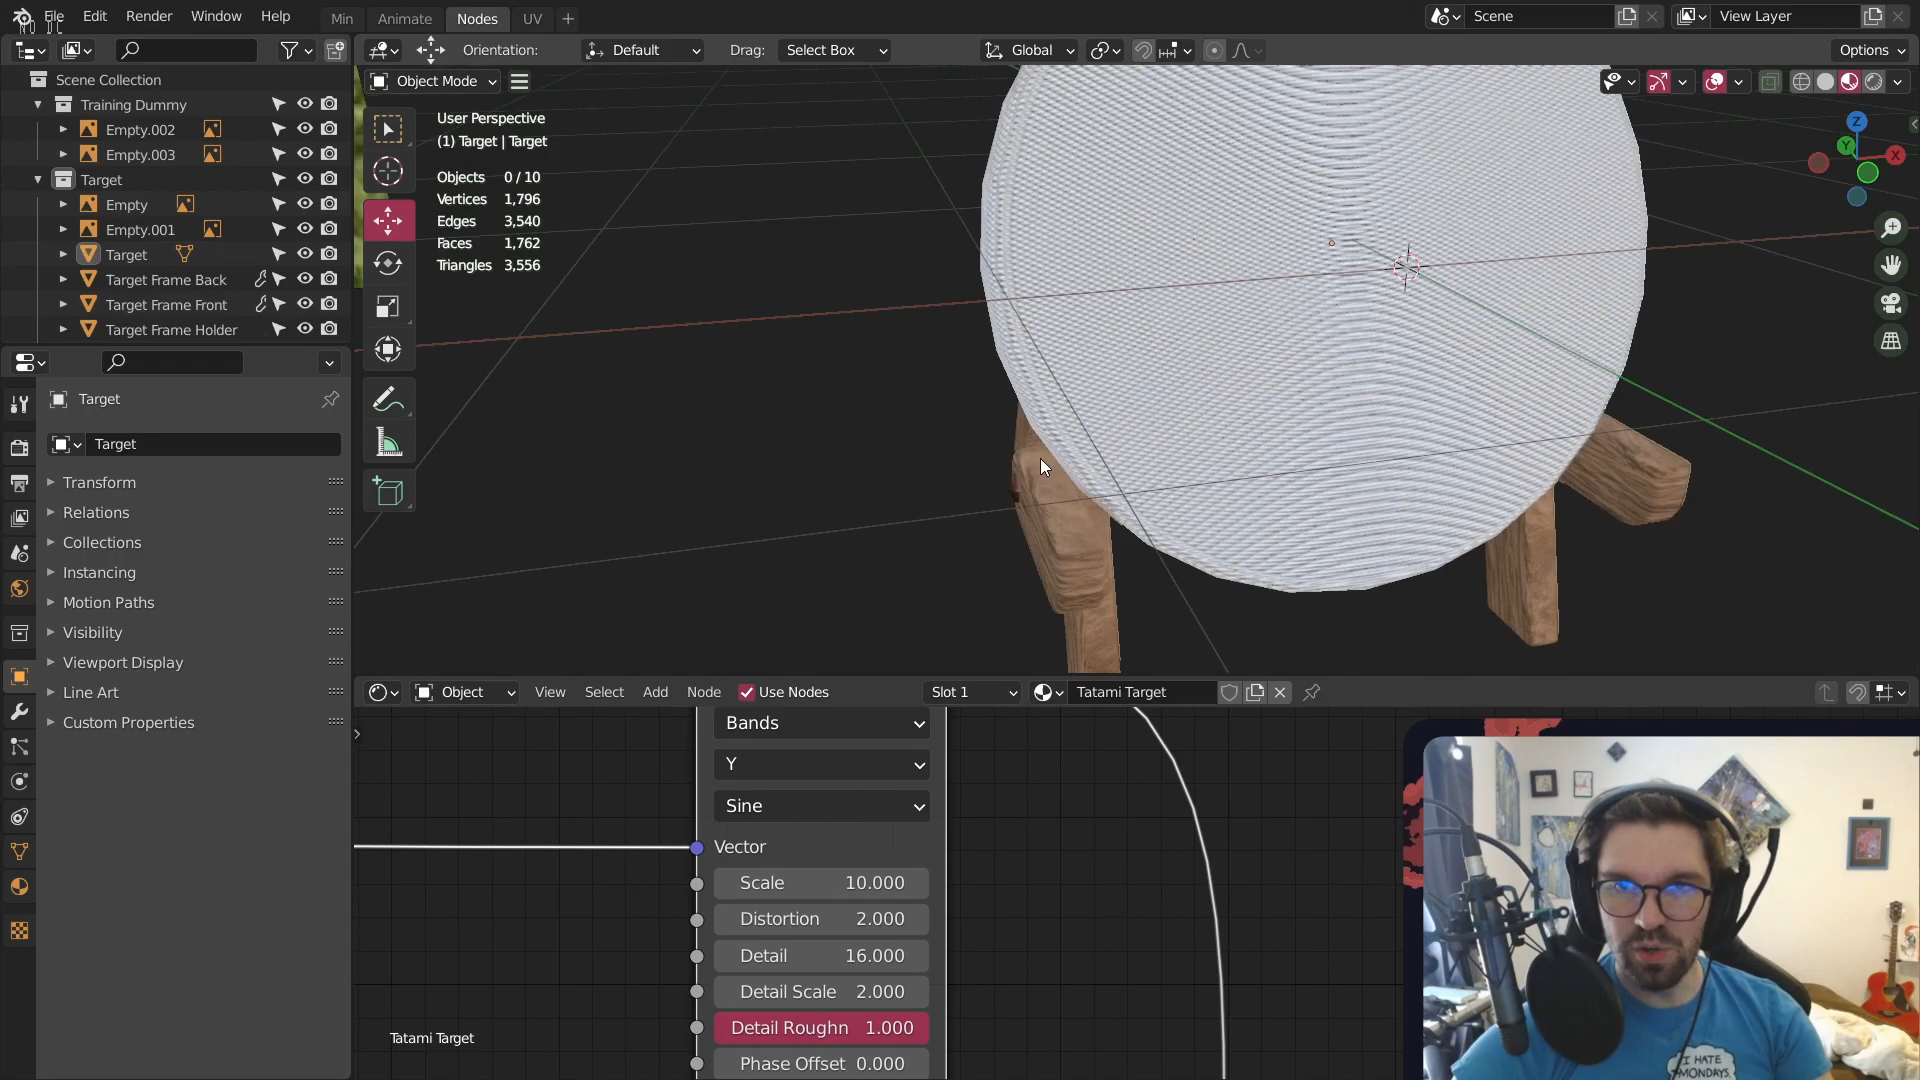 File Edit Render Window Help Min Animate Nodes UV + Scene View Layer
Orientation: Default Drag: Select Box Global Options
Scene Collection
Training Dummy
Empty.002
Empty.003
Target
Empty
Empty.001
Target
Target Frame Back
Target Frame Front
Target Frame Holder
Object Mode
User Perspective
(1) Target | Target
Objects 0 / 10
Vertices 1,796
Edges 3,540
Faces 1,762
Triangles 3,556
Z
Y
X
Target
Target
Transform
Relations
Collections
Instancing
Motion Paths
Visibility
Viewport Display
Line Art
Custom Properties
Object View Select Add Node Use Nodes Slot 1 Tatami Target
Bands
Y
Sine
Vector
Scale 10.000
Distortion 2.000
Detail 16.000
Detail Scale 2.000
Detail Roughn 1.000
Phase Offset 0.000
Tatami Target
I HATE
MONDAYS.